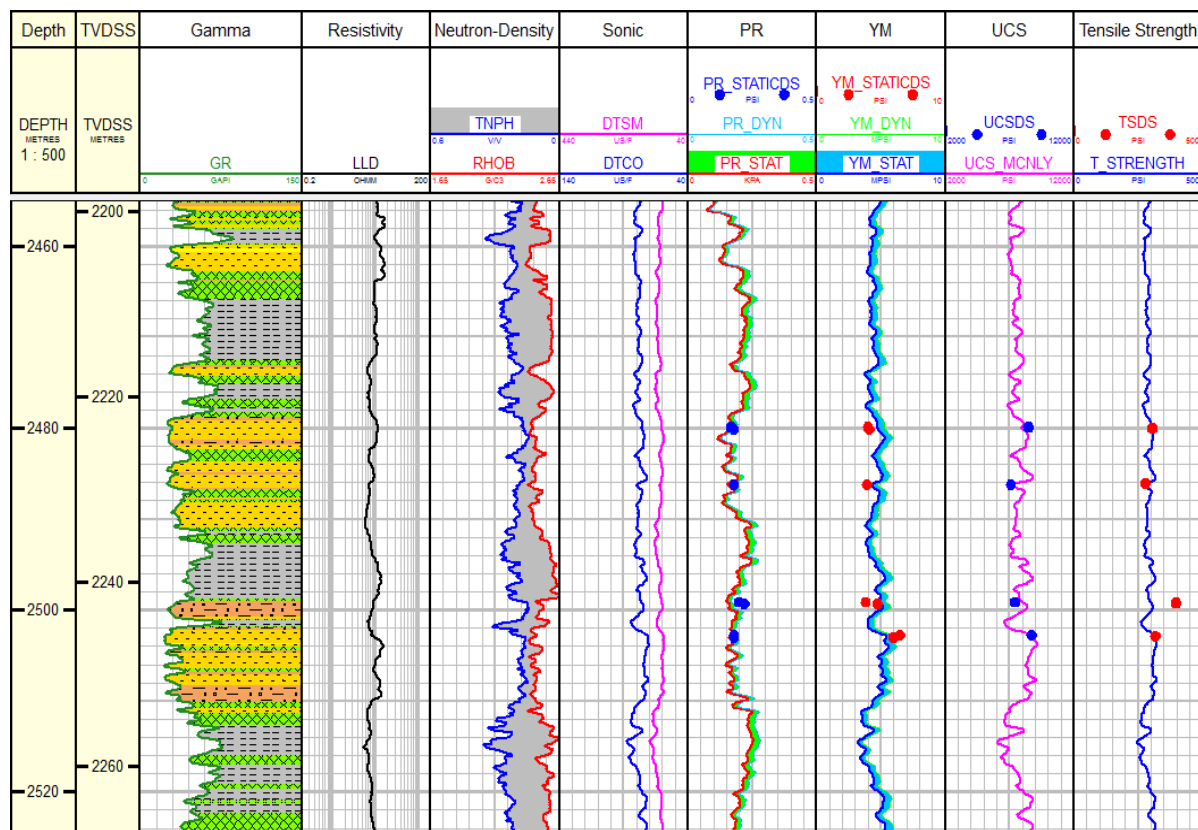 Depth TVDSS Gamma Resistivity Neutron-Density Sonic PR YM UCS Tensile Strength
PR_STATICDS YM_STATICDS
0 PSI 0.5 0 PSI 10
TNPH DTSM PR_DYN YM_DYN UCSDS TSDS
DEPTH TVDSS
METRES METRES
0.6 V/V 0 440 US/F 40 0 0.5 0 MPSI 10 2000 PSI 12000 0 PSI 500
1 : 500
GR LLD RHOB DTCO PR_STAT YM_STAT UCS_MCNLY T_STRENGTH
0 GAPI 150 0.2 OHMM 200 1.65 G/C3 2.65 140 US/F 40 0 KPA 0.5 0 MPSI 10 2000 PSI 12000 0 PSI 500
2200
2460
2220
2480
2240
2500
2260
2520